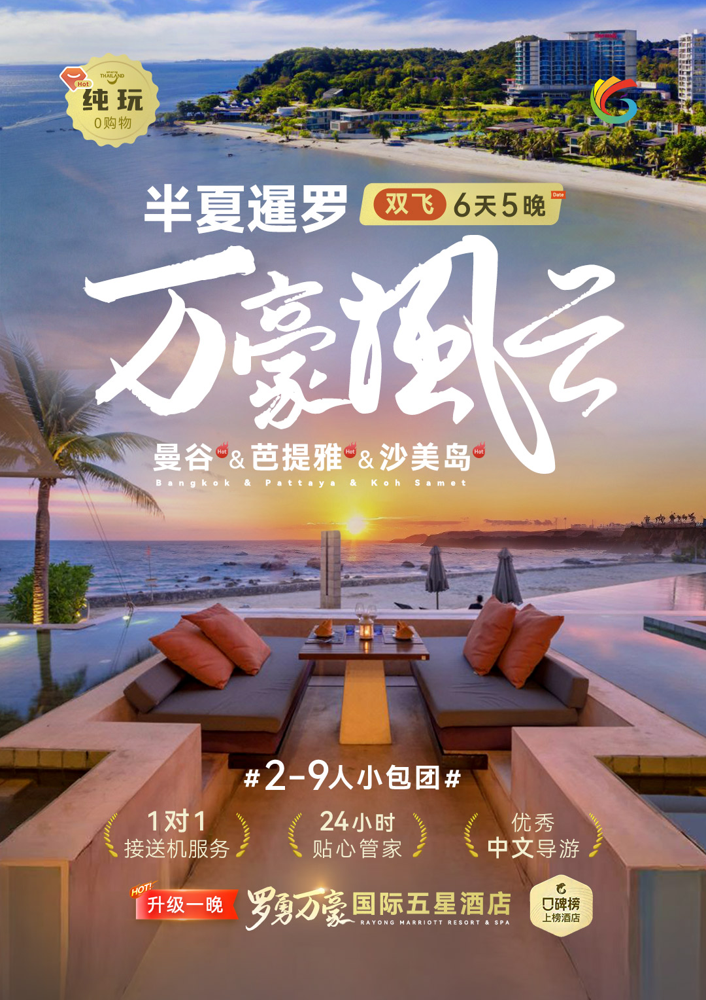 AMAZING
THAILAND
Hot
纯玩
0购物
Marriott
半夏暹罗
双飞 6天5晚 Date
万豪風云
曼谷 Hot & 芭提雅 Hot & 沙美岛 Hot
Bangkok & Pattaya & Koh Samet
#2-9人小包团#
1对1
接送机服务
24小时
贴心管家
优秀
中文导游
HOT!
升级一晚
罗勇万豪国际五星酒店
RAYONG MARRIOTT RESORT & SPA
口碑榜
上榜酒店